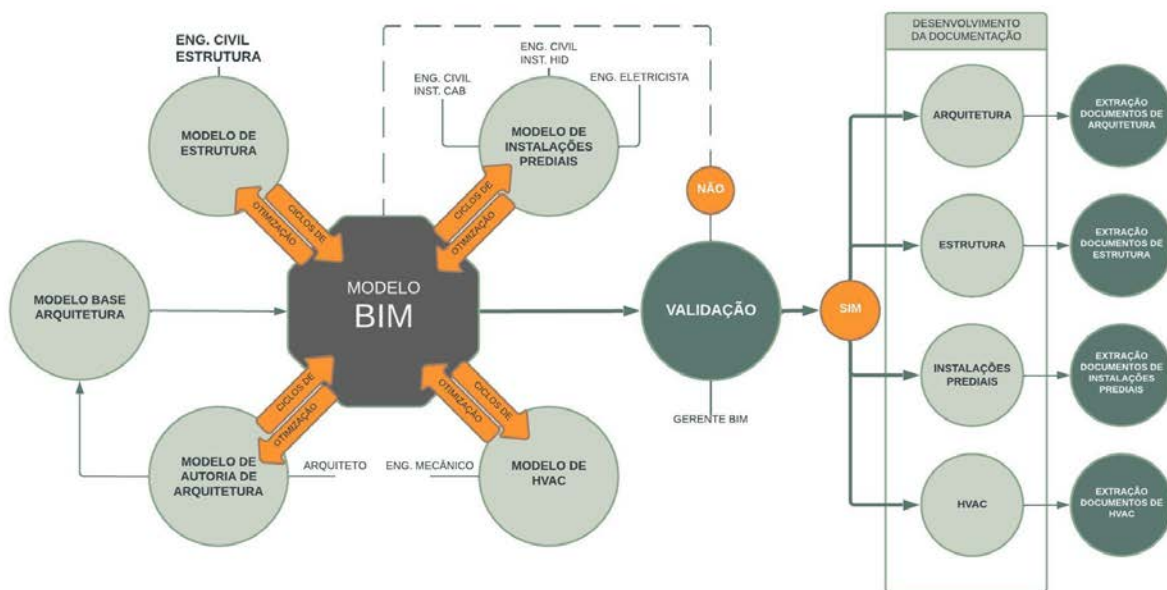 ENG. CIVIL
ESTRUTURA
MODELO DE
ESTRUTURA
ENG. CIVIL
INST. CAB
ENG. CIVIL
INST. HID
ENG. ELETRICISTA
MODELO DE
INSTALAÇÕES
PREDIAIS
CICLOS DE
OTIMIZAÇÃO
CICLOS DE
OTIMIZAÇÃO
MODELO BASE
ARQUITETURA
MODELO
BIM
CICLOS DE
OTIMIZAÇÃO
CICLOS DE
OTIMIZAÇÃO
MODELO DE
AUTORIA DE
ARQUITETURA
ARQUITETO
ENG. MECÂNICO
MODELO DE
HVAC
NÃO
VALIDAÇÃO
GERENTE BIM
SIM
DESENVOLVIMENTO
DA DOCUMENTAÇÃO
ARQUITETURA
EXTRAÇÃO
DOCUMENTOS DE
ARQUITETURA
ESTRUTURA
EXTRAÇÃO
DOCUMENTOS DE
ESTRUTURA
INSTALAÇÕES
PREDIAIS
EXTRAÇÃO
DOCUMENTOS DE
INSTALAÇÕES
PREDIAIS
HVAC
EXTRAÇÃO
DOCUMENTOS DE
HVAC